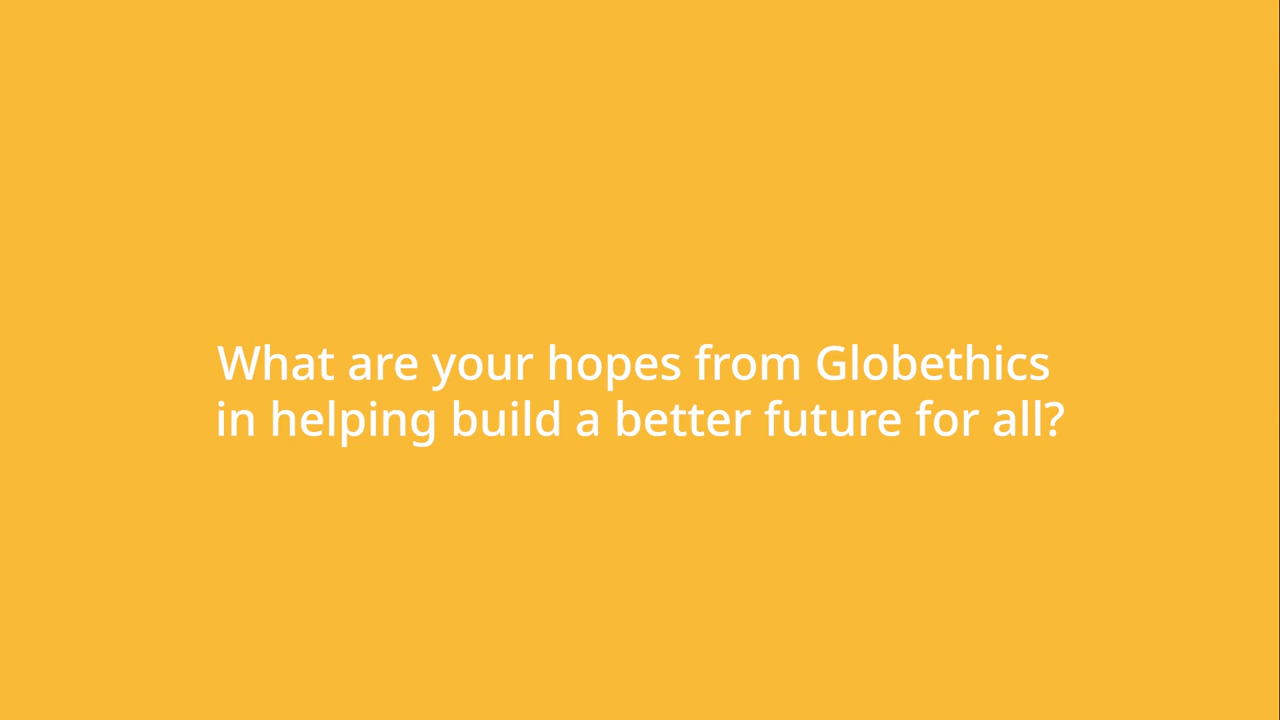 What are your hopes from Globethics
in helping build a better future for all?